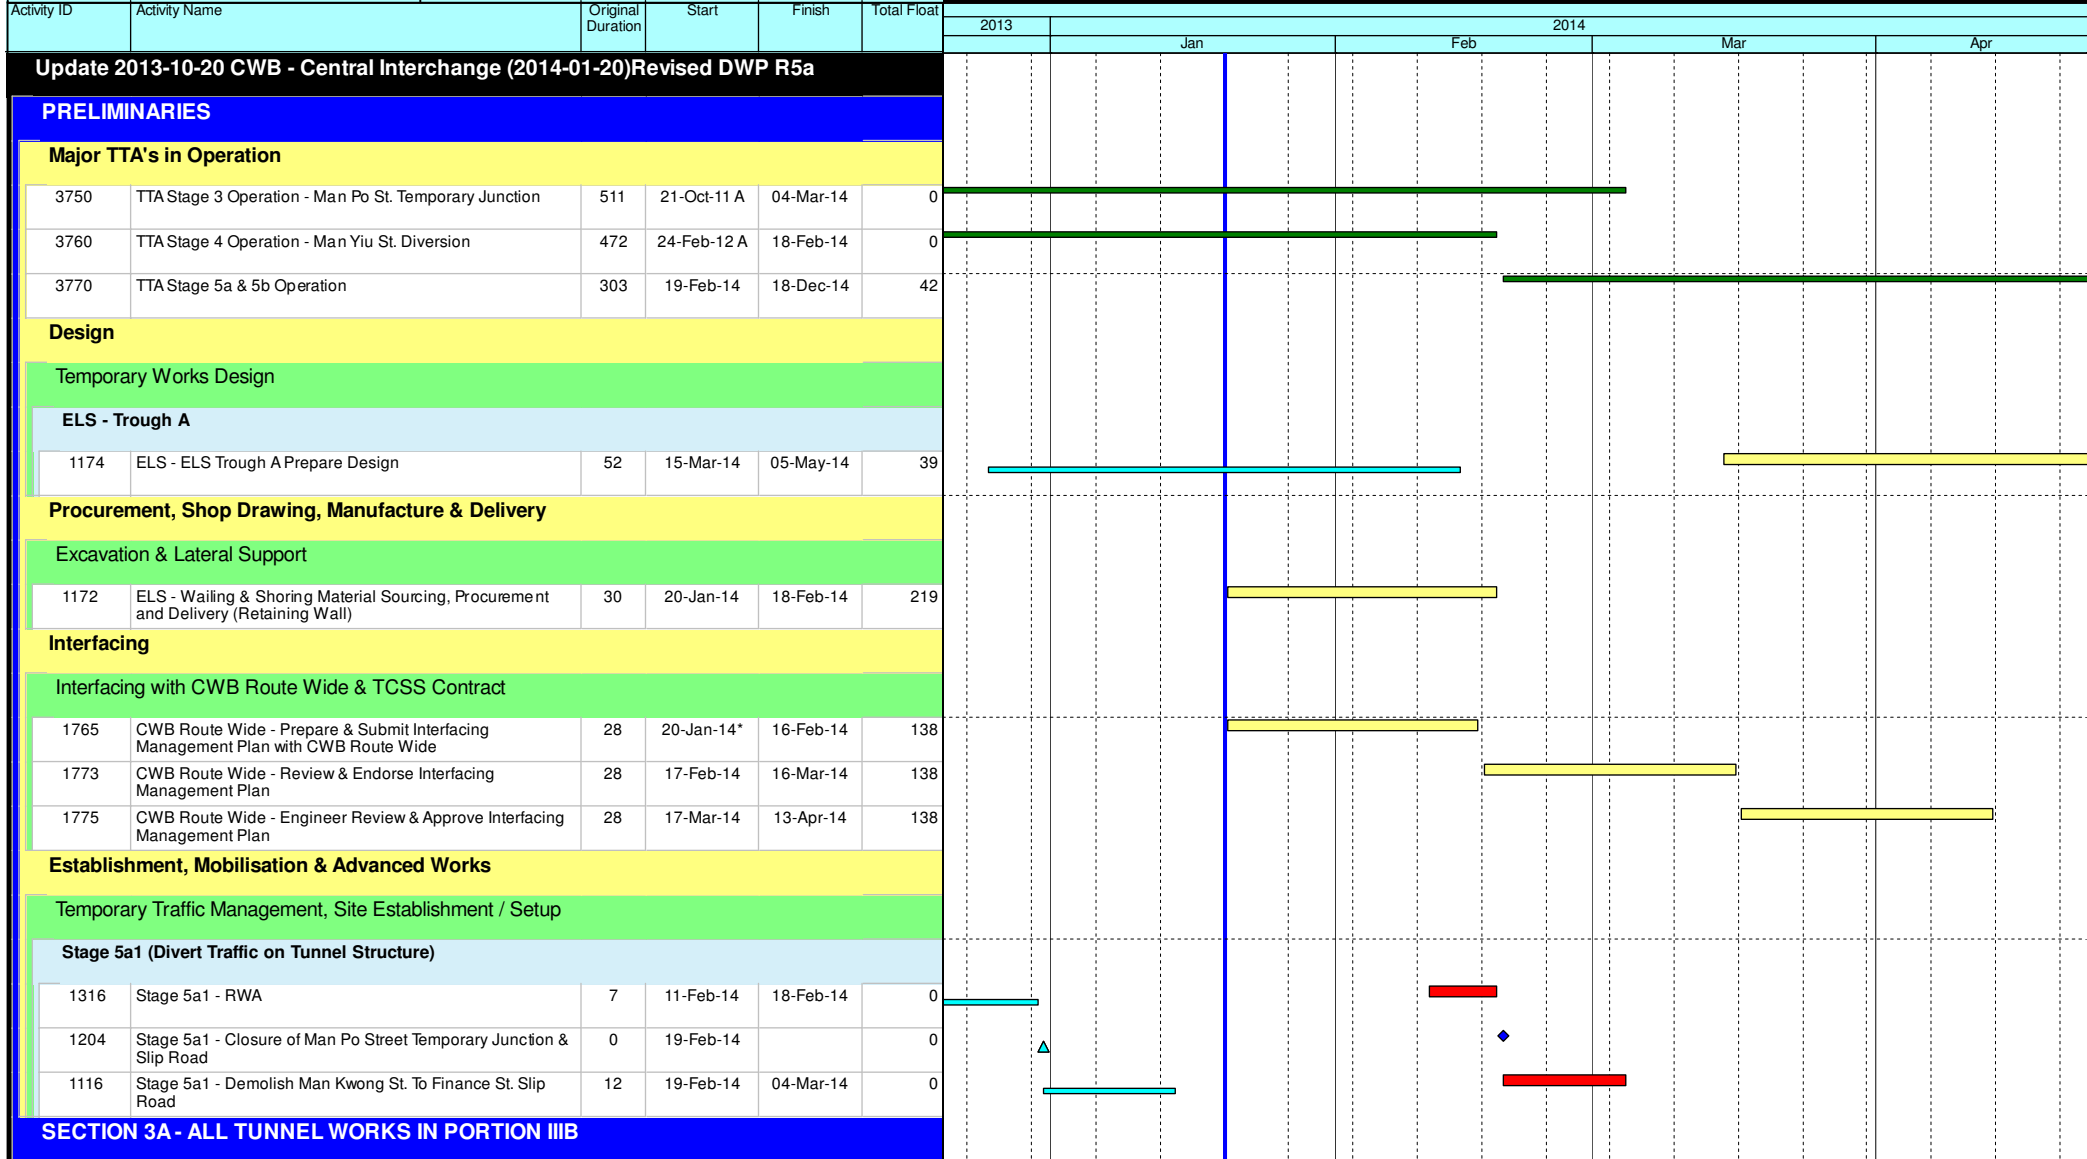 Activity ID Activity Name Original Duration Start Finish Total Float
2013 2014
Jan Feb Mar Apr
Update 2013-10-20 CWB - Central Interchange (2014-01-20)Revised DWP R5a
PRELIMINARIES
Major TTA's in Operation
3750 TTA Stage 3 Operation - Man Po St. Temporary Junction 511 21-Oct-11 A 04-Mar-14 0
3760 TTA Stage 4 Operation - Man Yiu St. Diversion 472 24-Feb-12 A 18-Feb-14 0
3770 TTA Stage 5a & 5b Operation 303 19-Feb-14 18-Dec-14 42
Design
Temporary Works Design
ELS - Trough A
1174 ELS - ELS Trough A Prepare Design 52 15-Mar-14 05-May-14 39
Procurement, Shop Drawing, Manufacture & Delivery
Excavation & Lateral Support
1172 ELS - Wailing & Shoring Material Sourcing, Procurement 30 20-Jan-14 18-Feb-14 219
and Delivery (Retaining Wall)
Interfacing
Interfacing with CWB Route Wide & TCSS Contract
1765 CWB Route Wide - Prepare & Submit Interfacing 28 20-Jan-14* 16-Feb-14 138
Management Plan with CWB Route Wide
1773 CWB Route Wide - Review & Endorse Interfacing 28 17-Feb-14 16-Mar-14 138
Management Plan
1775 CWB Route Wide - Engineer Review & Approve Interfacing 28 17-Mar-14 13-Apr-14 138
Management Plan
Establishment, Mobilisation & Advanced Works
Temporary Traffic Management, Site Establishment / Setup
Stage 5a1 (Divert Traffic on Tunnel Structure)
1316 Stage 5a1 - RWA 7 11-Feb-14 18-Feb-14 0
1204 Stage 5a1 - Closure of Man Po Street Temporary Junction & 0 19-Feb-14 0
Slip Road
1116 Stage 5a1 - Demolish Man Kwong St. To Finance St. Slip 12 19-Feb-14 04-Mar-14 0
Road
SECTION 3A - ALL TUNNEL WORKS IN PORTION IIIB